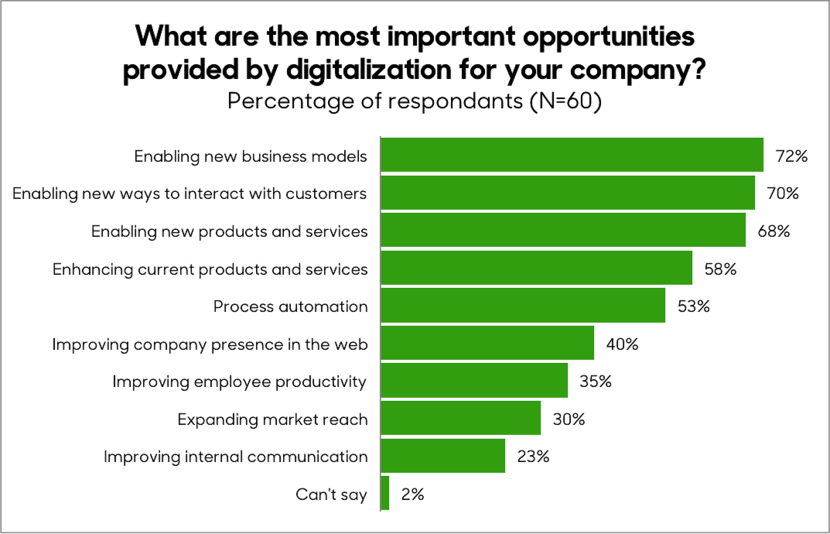 What are the most important opportunities
provided by digitalization for your company?
Percentage of respondants (N=60)
Enabling new business models 72%
Enabling new ways to interact with customers 70%
Enabling new products and services 68%
Enhancing current products and services 58%
Process automation 53%
Improving company presence in the web 40%
Improving employee productivity 35%
Expanding market reach 30%
Improving internal communication 23%
Can't say 2%